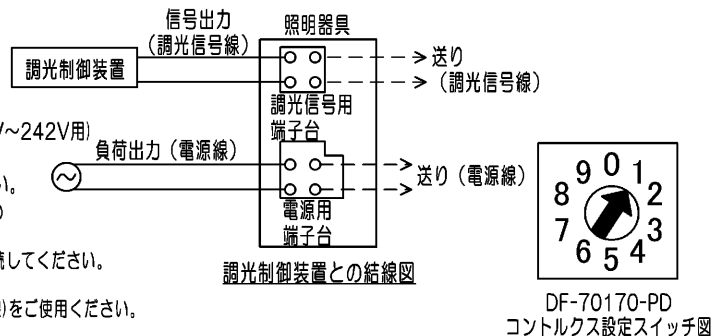 信号出力
(調光信号線)
照明器具
調光制御装置
送り
(調光信号線)
調光信号用
端子台
V～242V用)
負荷出力(電源線)
送り(電源線)
い。
の
電源用
端子台
続してください。
調光制御装置との結線図
)をご使用ください。
0 1 2 3 4 5 6 7 8 9
DF-70170-PD
コントルクス設定スイッチ図